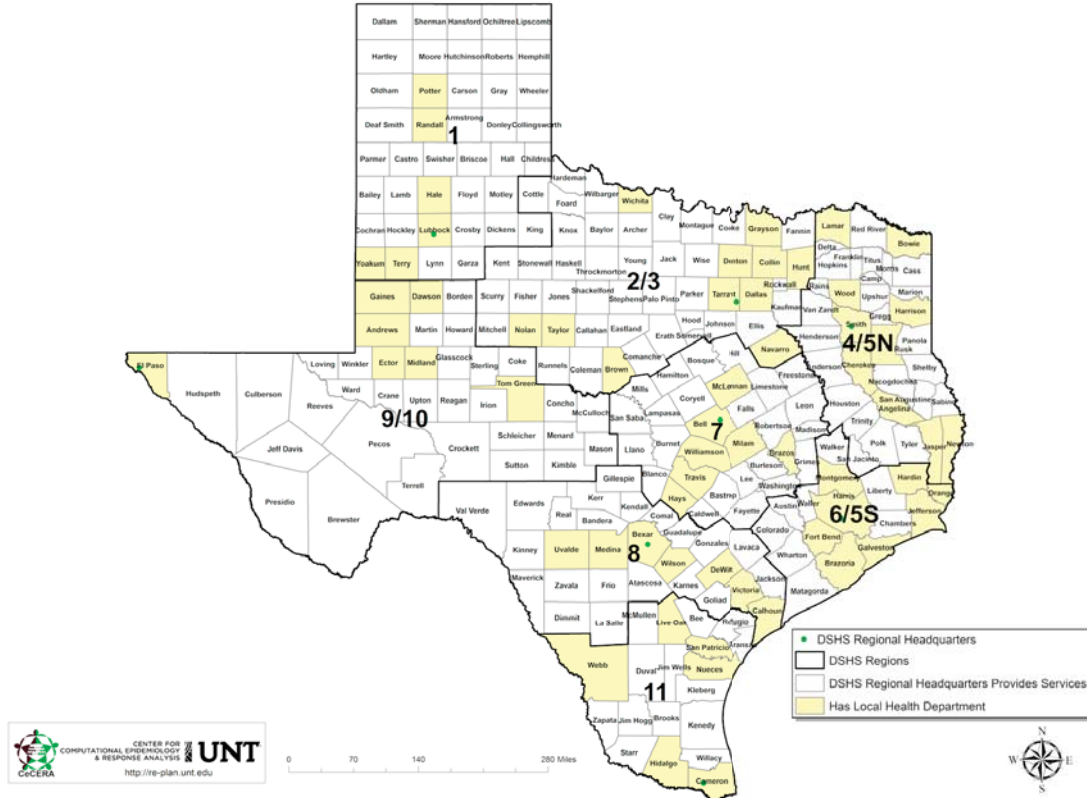 Dallam Sherman Hansford Ochiltree Lipscomb
Hartley Moore Hutchinson Roberts Hemphill
Oldham Potter Carson Gray Wheeler
Deaf Smith Randall Armstrong Donley Collingsworth
1
Parmer Castro Swisher Briscoe Hall Childress
Bailey Lamb Hale Floyd Motley Cottle Hardeman Foard Wilbarger Wichita
Cochran Hockley Lubbock Crosby Dickens King Knox Baylor Archer Clay Montague Cooke Grayson Fannin Lamar Red River Bowie
Yoakum Terry Lynn Garza Kent Stonewall Haskell Throckmorton Young Jack Wise Denton Collin Hunt Rockwall Delta Hopkins Franklin Titus Morris Camp Cass
2/3
Gaines Dawson Borden Scurry Fisher Jones Shackelford Stephens Palo Pinto Parker Tarrant Dallas Kaufman Rains Wood Upshur Marion
Andrews Martin Howard Mitchell Nolan Taylor Callahan Eastland Erath Hood Somervell Johnson Ellis Van Zandt Smith Gregg Harrison
4/5N
El Paso Hudspeth Culberson Loving Winkler Ector Midland Glasscock Sterling Coke Runnels Coleman Brown Comanche Bosque Hill Navarro Henderson Anderson Cherokee Rusk Panola
Reeves Ward Crane Upton Reagan Irion Tom Green Concho McCulloch San Saba Mills Hamilton Coryell McLennan Limestone Freestone Leon Houston Nacogdoches Shelby San Augustine Sabine Angelina
9/10
Jeff Davis Pecos Crockett Schleicher Menard Mason Llano Lampasas Burnet Bell Falls Milam Robertson Madison Trinity Polk Tyler Jasper Newton
7
Presidio Brewster Terrell Sutton Kimble Gillespie Blanco Williamson Travis Hays Bastrop Lee Burleson Brazos Grimes Walker San Jacinto Washington Montgomery Liberty Hardin Orange
Val Verde Edwards Real Kerr Kendall Bandera Comal Caldwell Fayette Austin Waller Harris Chambers Jefferson
6/5S
Kinney Uvalde Medina Bexar Guadalupe Gonzales Lavaca Colorado Wharton Fort Bend Brazoria Galveston
8
Maverick Zavala Frio Atascosa Wilson Karnes DeWitt Victoria Jackson Matagorda
Dimmit La Salle McMullen Live Oak Bee Goliad Refugio Calhoun Aransas
Webb Duval Jim Wells San Patricio Nueces
11
Zapata Jim Hogg Brooks Kleberg Kenedy
Starr Hidalgo Willacy Cameron
DSHS Regional Headquarters
DSHS Regions
DSHS Regional Headquarters Provides Services
Has Local Health Department
CeCERA
CENTER FOR
COMPUTATIONAL EPIDEMIOLOGY
& RESPONSE ANALYSIS
UNT
http://re-plan.unt.edu
0 70 140 280 Miles
N
W E
S